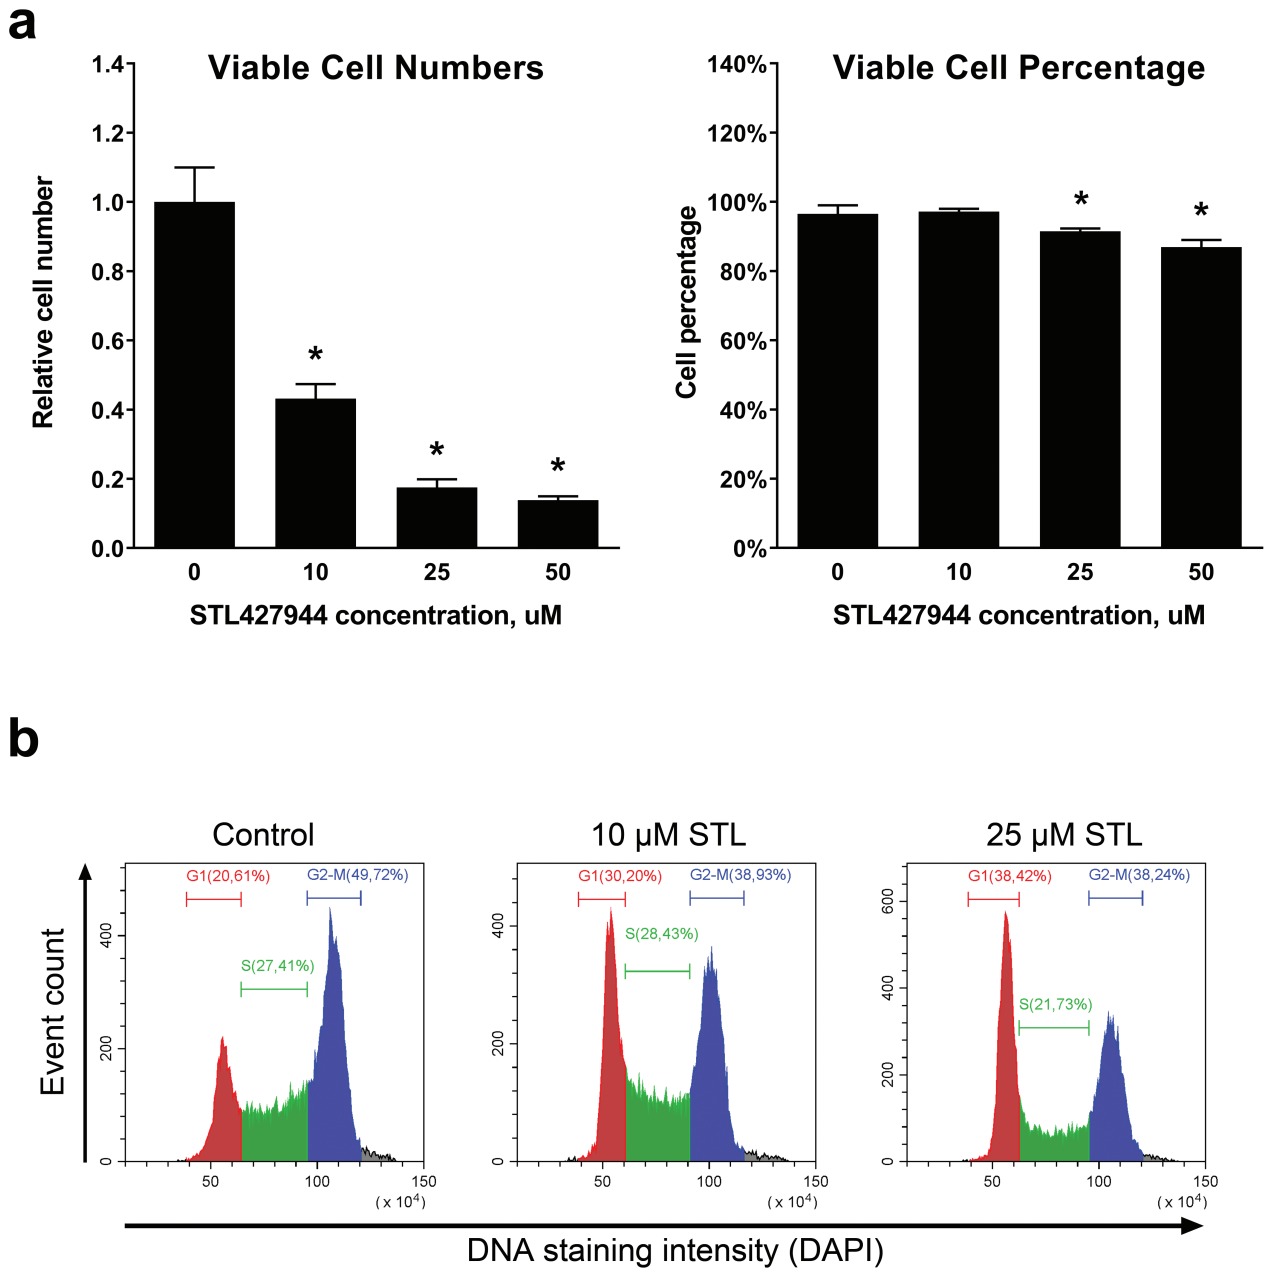 a
Viable Cell Numbers
Relative cell number
1.4
1.2
1.0
0.8
0.6
0.4
0.2
0.0
*
*
*
0 10 25 50
STL427944 concentration, uM
Viable Cell Percentage
Cell percentage
140%
120%
100%
80%
60%
40%
20%
0%
*
*
0 10 25 50
STL427944 concentration, uM
b
Event count
Control
G1(20,61%)
G2-M(49,72%)
S(27,41%)
400
200
0
50 100 150
(x 10⁴)
10 µM STL
G1(30,20%)
G2-M(38,93%)
S(28,43%)
400
200
0
50 100 150
(x 10⁴)
25 µM STL
G1(38,42%)
G2-M(38,24%)
S(21,73%)
600
400
200
0
50 100 150
(x 10⁴)
DNA staining intensity (DAPI)